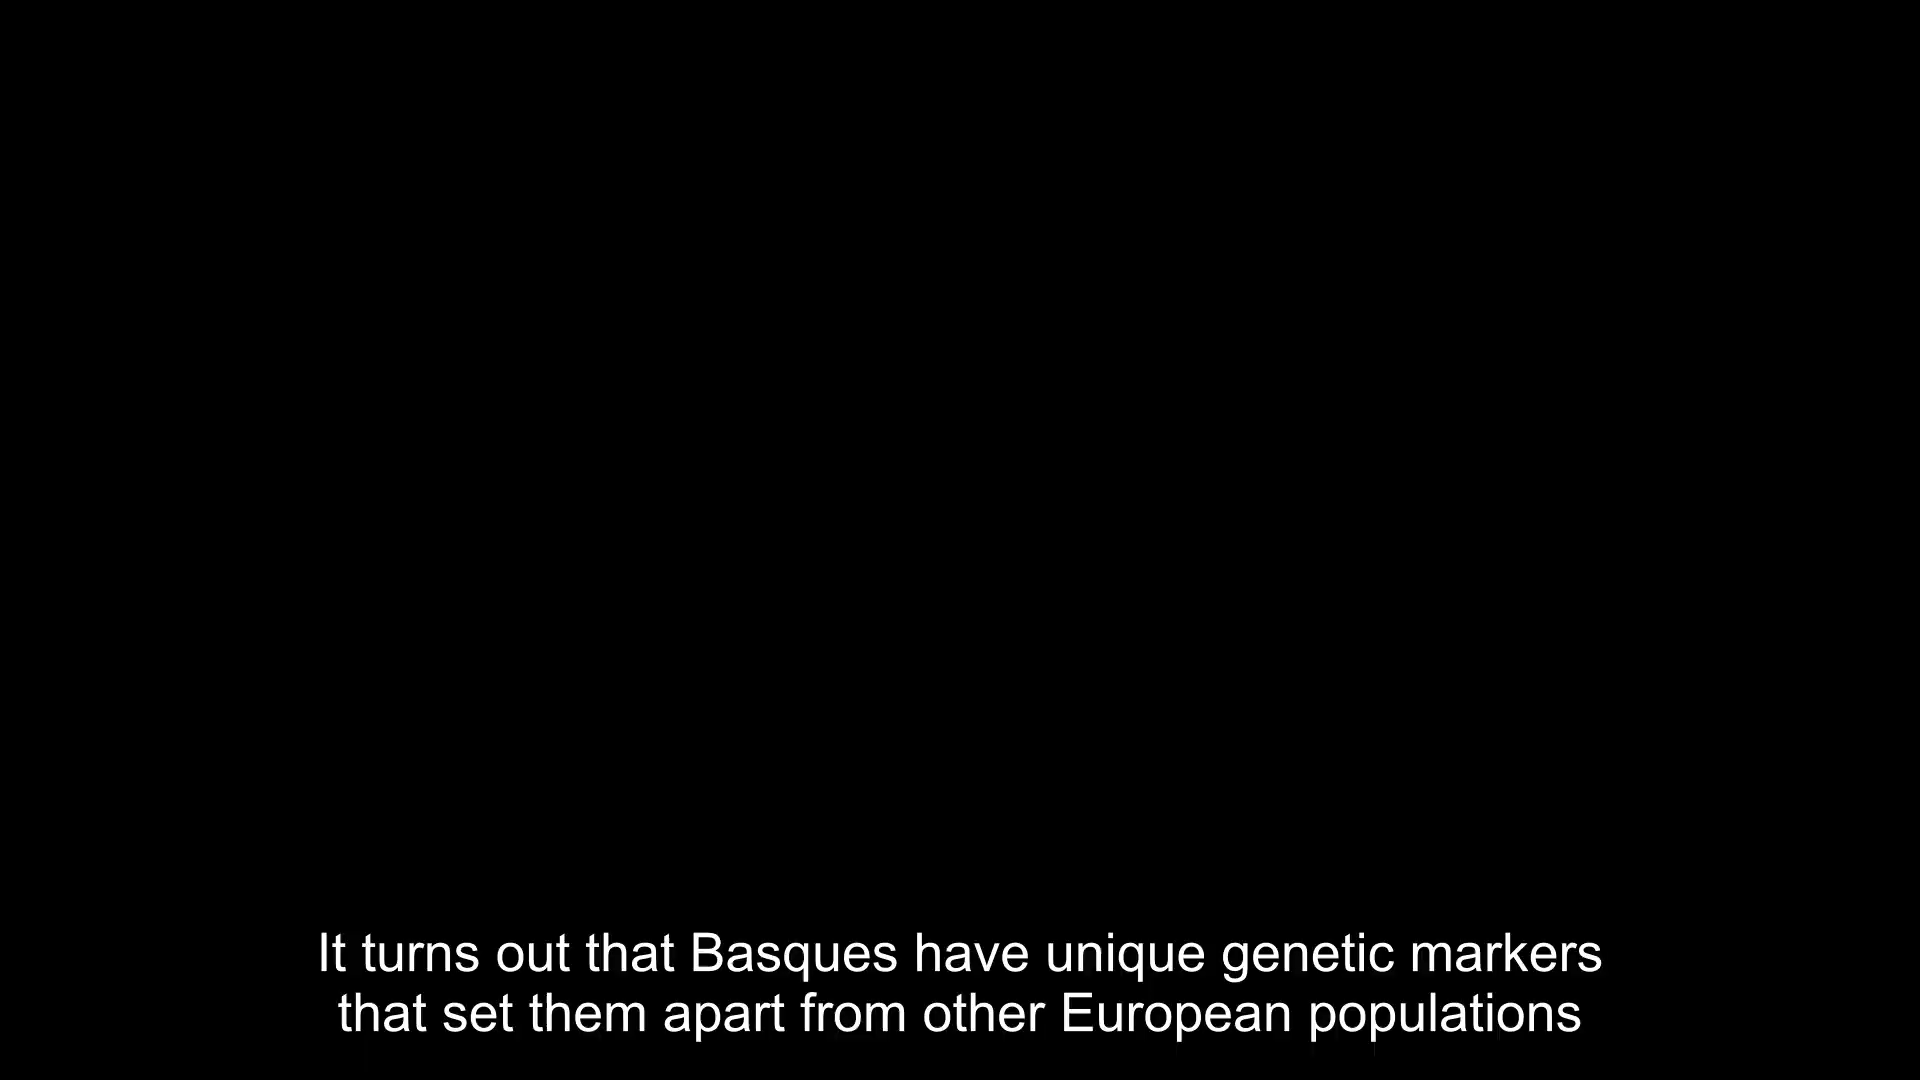 It turns out that Basques have unique genetic markers
that set them apart from other European populations